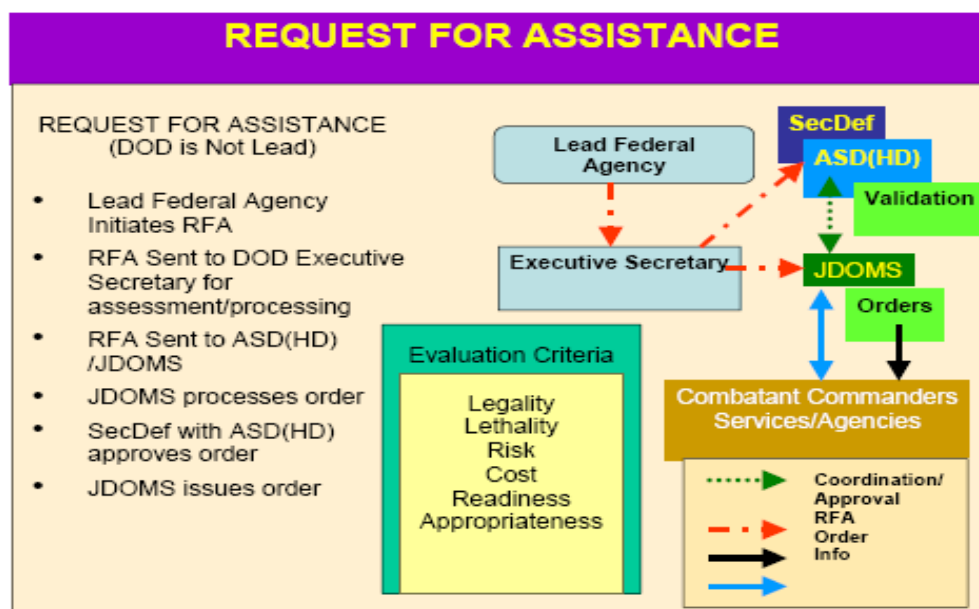 REQUEST FOR ASSISTANCE
REQUEST FOR ASSISTANCE
(DOD is Not Lead)
• Lead Federal Agency
Initiates RFA
• RFA Sent to DOD Executive
Secretary for
assessment/processing
• RFA Sent to ASD(HD)
/JDOMS
• JDOMS processes order
• SecDef with ASD(HD)
approves order
• JDOMS issues order
Lead Federal
Agency
Executive Secretary
SecDef
ASD(HD)
Validation
JDOMS
Orders
Combatant Commanders
Services/Agencies
Evaluation Criteria
Legality
Lethality
Risk
Cost
Readiness
Appropriateness
Coordination/
Approval
RFA
Order
Info